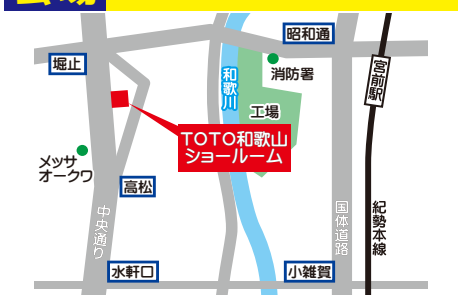 昭和通
堀止
消防署
宮前駅
和歌川
工場
TOTO和歌山
ショールーム
メッサ
オークワ
高松
中央通り
国体道路
紀勢本線
水軒口
小雑賀